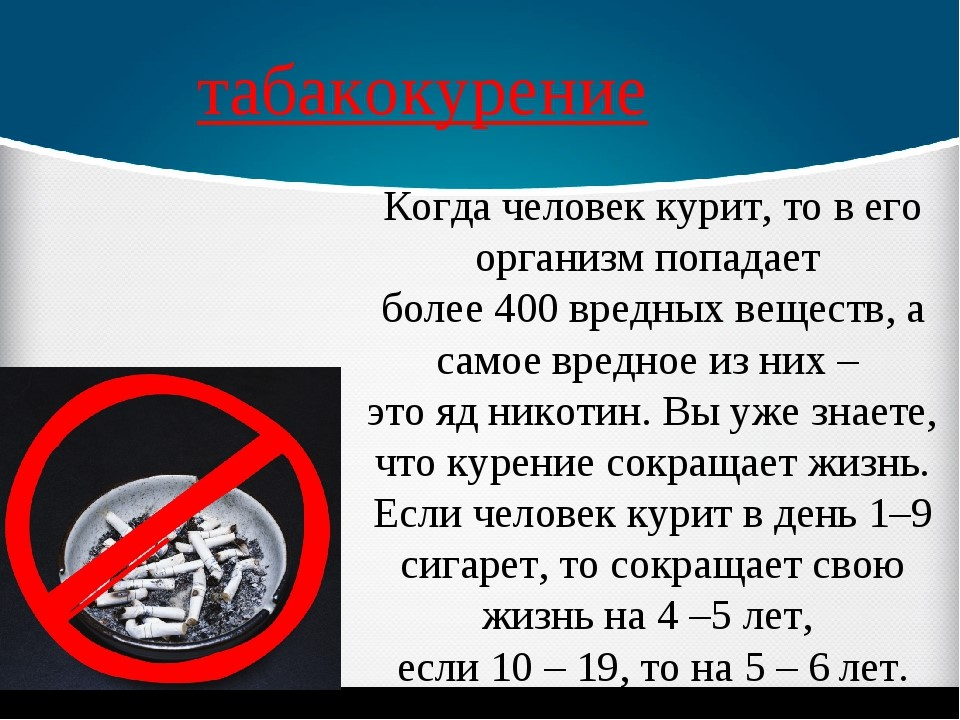 табакокурение
Когда человек курит, то в его
организм попадает
более 400 вредных веществ, а
самое вредное из них –
это яд никотин. Вы уже знаете,
что курение сокращает жизнь.
Если человек курит в день 1–9
сигарет, то сокращает свою
жизнь на 4 –5 лет,
если 10 – 19, то на 5 – 6 лет.